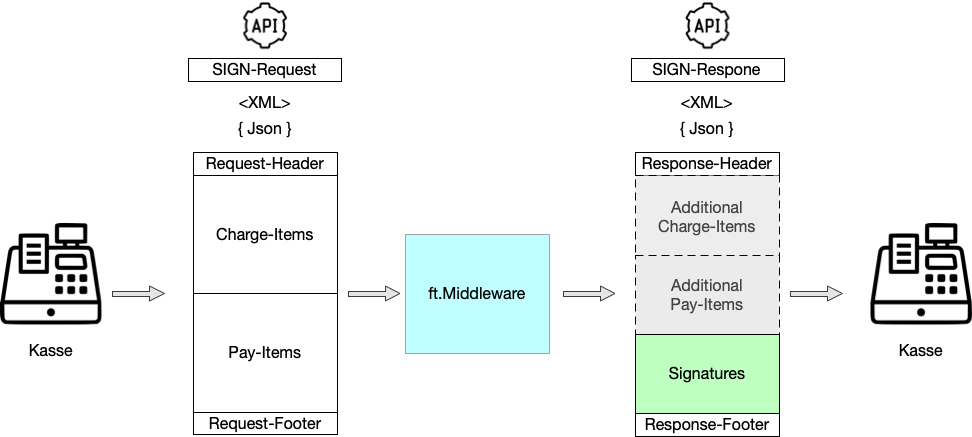 API
SIGN-Request
<XML>
{ Json }
Request-Header
Charge-Items
Pay-Items
Request-Footer
Kasse
ft.Middleware
API
SIGN-Respone
<XML>
{ Json }
Response-Header
Additional
Charge-Items
Additional
Pay-Items
Signatures
Response-Footer
Kasse